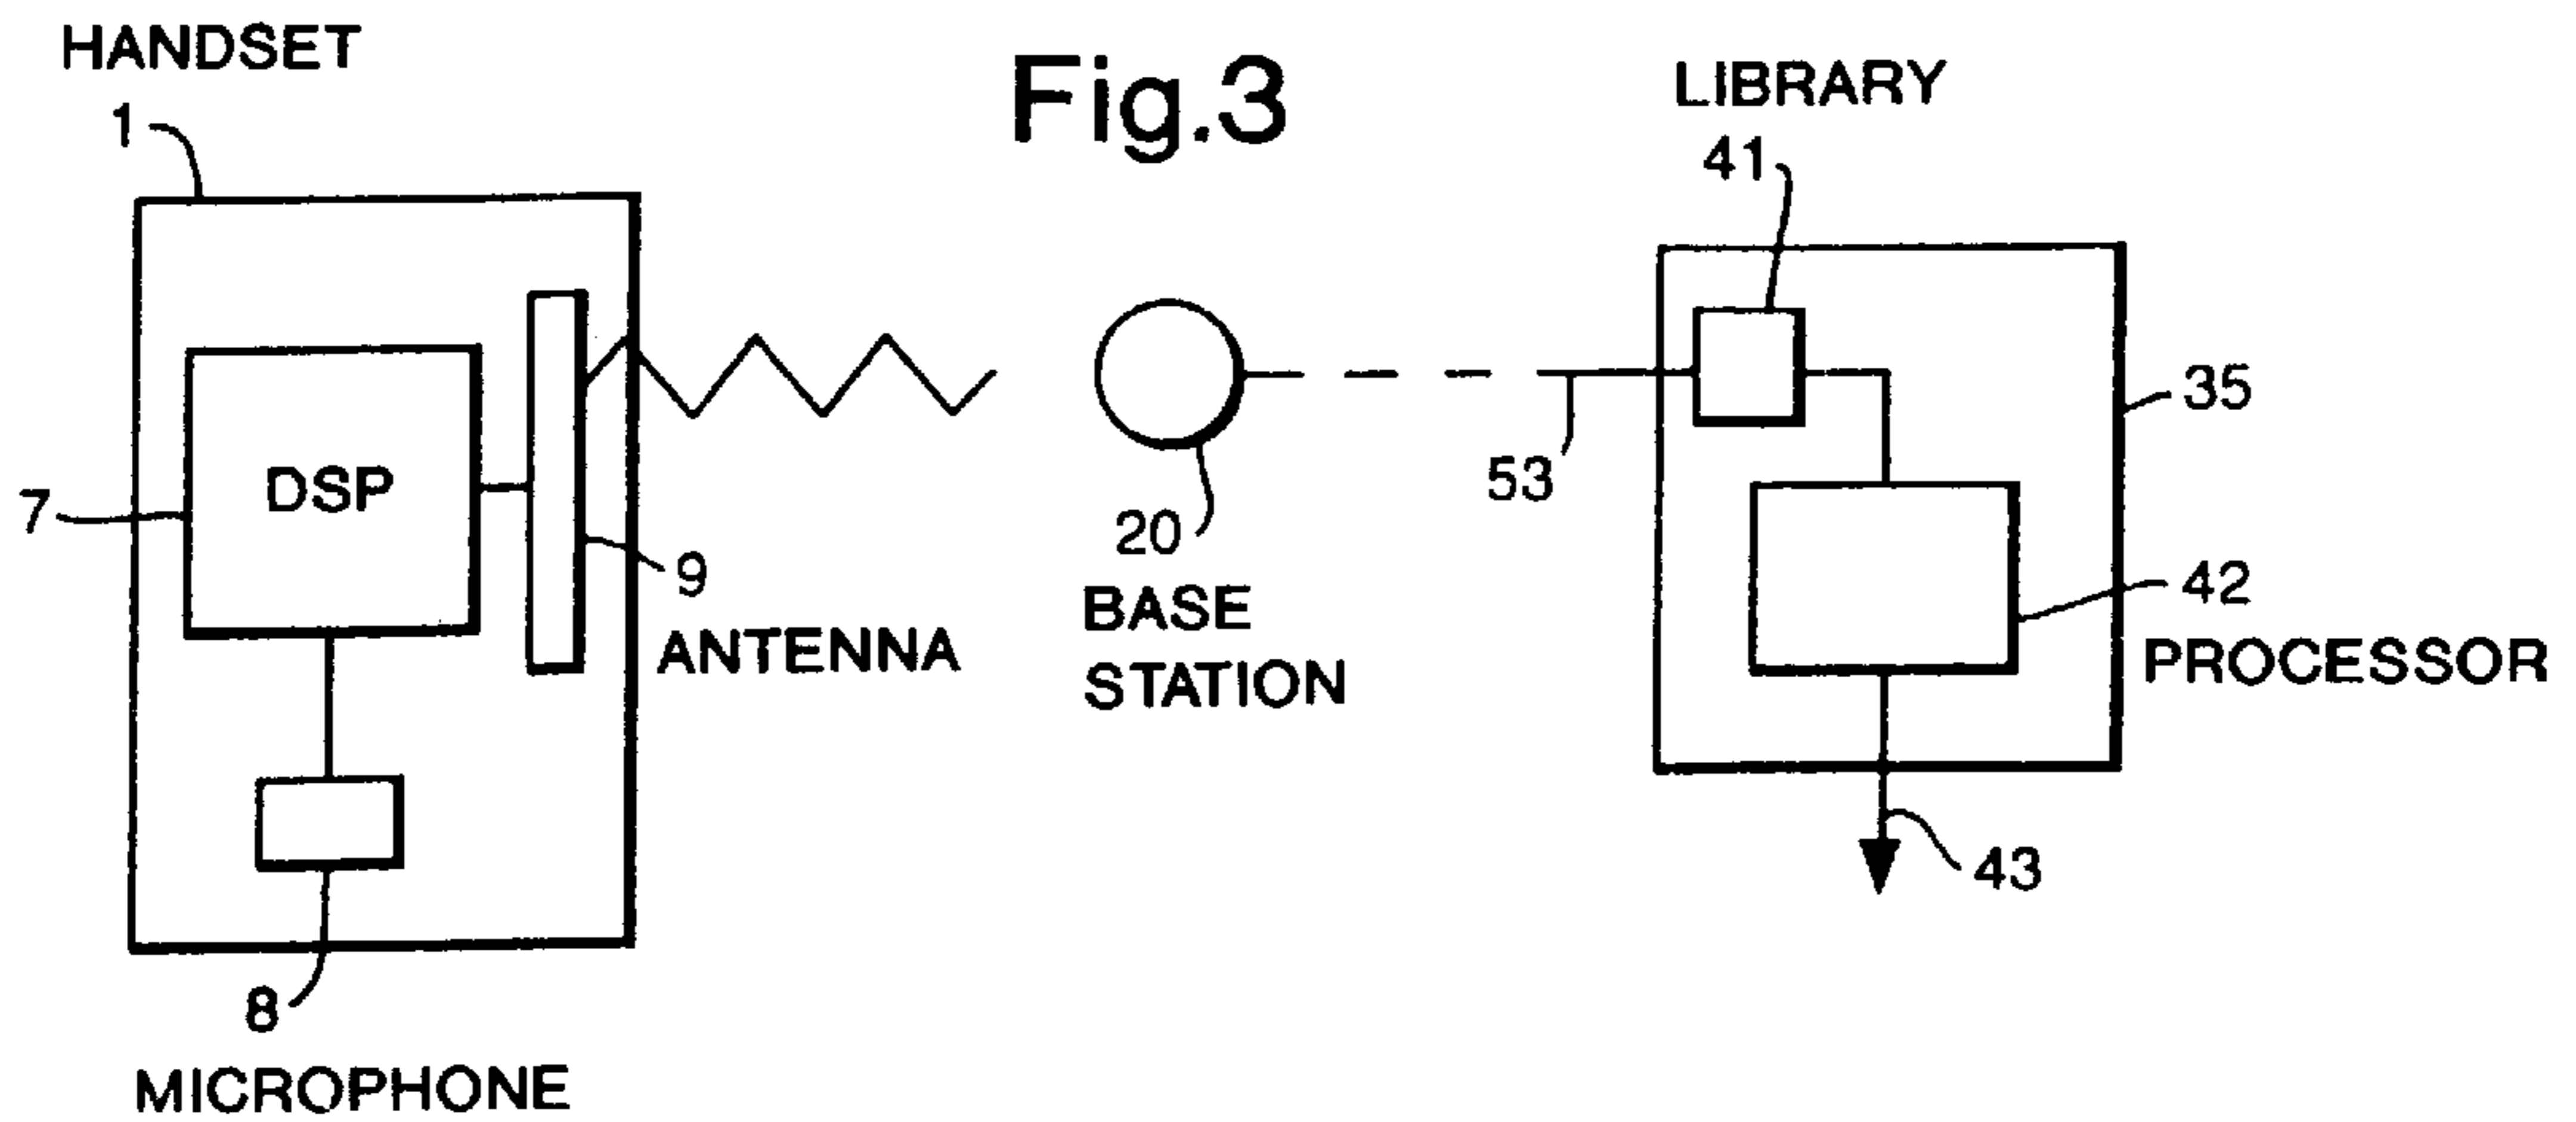 HANDSET
1
Fig.3
LIBRARY
41
DSP
7
9
ANTENNA
20
BASE
STATION
53
35
42
PROCESSOR
43
8
MICROPHONE